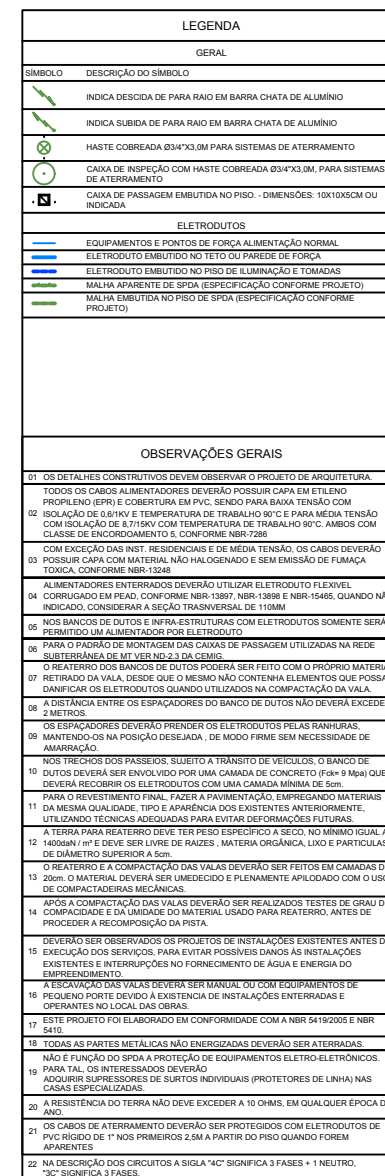 LEGENDA
GERAL
SÍMBOLO DESCRIÇÃO DO SÍMBOLO
INDICA DESCIDA DE PARA RAIO EM BARRA CHATA DE ALUMÍNIO
INDICA SUBIDA DE PARA RAIO EM BARRA CHATA DE ALUMÍNIO
HASTE COBREADA Ø3/4"X3,0M PARA SISTEMAS DE ATERRAMENTO
CAIXA DE INSPEÇÃO COM HASTE COBREADA Ø3/4"X3,0M, PARA SISTEMAS
DE ATERRAMENTO
CAIXA DE PASSAGEM EMBUTIDA NO PISO. - DIMENSÕES: 10X10X5CM OU
INDICADA
ELETRODUTOS
EQUIPAMENTOS E PONTOS DE FORÇA ALIMENTAÇÃO NORMAL
ELETRODUTO EMBUTIDO NO TETO OU PAREDE DE FORÇA
ELETRODUTO EMBUTIDO NO PISO DE ILUMINAÇÃO E TOMADAS
MALHA APARENTE DE SPDA (ESPECIFICAÇÃO CONFORME PROJETO)
MALHA EMBUTIDA NO PISO DE SPDA (ESPECIFICAÇÃO CONFORME
PROJETO)
OBSERVAÇÕES GERAIS
01 OS DETALHES CONSTRUTIVOS DEVEM OBSERVAR O PROJETO DE ARQUITETURA.
TODOS OS CABOS ALIMENTADORES DEVERÃO POSSUIR CAPA EM ETILENO
PROPILENO (EPR) E COBERTURA EM PVC, SENDO PARA BAIXA TENSÃO COM
02 ISOLAÇÃO DE 0,6/1KV E TEMPERATURA DE TRABALHO 90°C E PARA MÉDIA TENSÃO
COM ISOLAÇÃO DE 8,7/15KV COM TEMPERATURA DE TRABALHO 90°C. AMBOS COM
CLASSE DE ENCORDOAMENTO 5, CONFORME NBR-7286
COM EXCEÇÃO DAS INST. RESIDENCIAIS E DE MÉDIA TENSÃO, OS CABOS DEVERÃO
03 POSSUIR CAPA COM MATERIAL NÃO HALOGENADO E SEM EMISSÃO DE FUMAÇA
TOXICA, CONFORME NBR-13248
ALIMENTADORES ENTERRADOS DEVERÃO UTILIZAR ELETRODUTO FLEXIVEL
04 CORRUGADO EM PEAD, CONFORME NBR-13897, NBR-13898 E NBR-15465, QUANDO NÃ
INDICADO, CONSIDERAR A SEÇÃO TRASNVERSAL DE 110MM
05 NOS BANCOS DE DUTOS E INFRA-ESTRUTURAS COM ELETRODUTOS SOMENTE SERÁ
PERMITIDO UM ALIMENTADOR POR ELETRODUTO
06 PARA O PADRÃO DE MONTAGEM DAS CAIXAS DE PASSAGEM UTILIZADAS NA REDE
SUBTERRÂNEA DE MT VER ND-2.3 DA CEMIG.
O REATERRO DOS BANCOS DE DUTOS PODERÁ SER FEITO COM O PRÓPRIO MATERIA
07 RETIRADO DA VALA, DESDE QUE O MESMO NÃO CONTENHA ELEMENTOS QUE POSSA
DANIFICAR OS ELETRODUTOS QUANDO UTILIZADOS NA COMPACTAÇÃO DA VALA.
08 A DISTÂNCIA ENTRE OS ESPAÇADORES DO BANCO DE DUTOS NÃO DEVERÁ EXCEDE
2 METROS.
OS ESPAÇADORES DEVERÃO PRENDER OS ELETRODUTOS PELAS RANHURAS,
09 MANTENDO-OS NA POSIÇÃO DESEJADA , DE MODO FIRME SEM NECESSIDADE DE
AMARRAÇÃO.
NOS TRECHOS DOS PASSEIOS, SUJEITO A TRÂNSITO DE VEÍCULOS, O BANCO DE
10 DUTOS DEVERÁ SER ENVOLVIDO POR UMA CAMADA DE CONCRETO (Fck= 9 Mpa) QUE
DEVERÁ RECOBRIR OS ELETRODUTOS COM UMA CAMADA MÍNIMA DE 5cm.
PARA O REVESTIMENTO FINAL, FAZER A PAVIMENTAÇÃO, EMPREGANDO MATERIAIS
11 DA MESMA QUALIDADE, TIPO E APARÊNCIA DOS EXISTENTES ANTERIORMENTE,
UTILIZANDO TÉCNICAS ADEQUADAS PARA EVITAR DEFORMAÇÕES FUTURAS.
A TERRA PARA REATERRO DEVE TER PESO ESPECÍFICO A SECO, NO MÍNIMO IGUAL A
12 1400daN / m³ E DEVE SER LIVRE DE RAIZES , MATERIA ORGÂNICA, LIXO E PARTICULAS
DE DIÂMETRO SUPERIOR A 5cm.
O REATERRO E A COMPACTAÇÃO DAS VALAS DEVERÃO SER FEITOS EM CAMADAS D
13 20cm. O MATERIAL DEVERÁ SER UMEDECIDO E PLENAMENTE APILOADO COM O USO
DE COMPACTADEIRAS MECÂNICAS.
APÓS A COMPACTAÇÃO DAS VALAS DEVERÃO SER REALIZADOS TESTES DE GRAU D
14 COMPACIDADE E DA UMIDADE DO MATERIAL USADO PARA REATERRO, ANTES DE
PROCEDER A RECOMPOSIÇÃO DA PISTA.
DEVERÃO SER OBSERVADOS OS PROJETOS DE INSTALAÇÕES EXISTENTES ANTES D
15 EXECUÇÃO DOS SERVIÇOS, PARA EVITAR POSSÍVEIS DANOS ÀS INSTALAÇÕES
EXISTENTES E INTERRUPÇÕES NO FORNECIMENTO DE ÁGUA E ENERGIA DO
EMPREENDIMENTO.
A ESCAVAÇÃO DAS VALAS DEVERÁ SER MANUAL OU COM EQUIPAMENTOS DE
16 PEQUENO PORTE DEVIDO À EXISTENCIA DE INSTALAÇÕES ENTERRADAS E
OPERANTES NO LOCAL DAS OBRAS.
17 ESTE PROJETO FOI ELABORADO EM CONFORMIDADE COM A NBR 5419/2005 E NBR
5410.
18 TODAS AS PARTES METÁLICAS NÃO ENERGIZADAS DEVERÃO SER ATERRADAS.
NÃO É FUNÇÃO DO SPDA A PROTEÇÃO DE EQUIPAMENTOS ELETRO-ELETRÔNICOS.
19 PARA TAL, OS INTERESSADOS DEVERÃO
ADQUIRIR SUPRESSORES DE SURTOS INDIVIDUAIS (PROTETORES DE LINHA) NAS
CASAS ESPECIALIZADAS.
20 A RESISTÊNCIA DO TERRA NÃO DEVE EXCEDER A 10 OHMS, EM QUALQUER ÉPOCA D
ANO.
21 OS CABOS DE ATERAMENTO DEVERÃO SER PROTEGIDOS COM ELETRODUTOS DE
PVC RÍGIDO DE 1" NOS PRIMEIROS 2,5M A PARTIR DO PISO QUANDO FOREM
APARENTES
22 NA DESCRIÇÃO DOS CIRCUITOS A SIGLA "4C" SIGNIFICA 3 FASES + 1 NEUTRO,
"3C" SIGNIFICA 3 FASES.